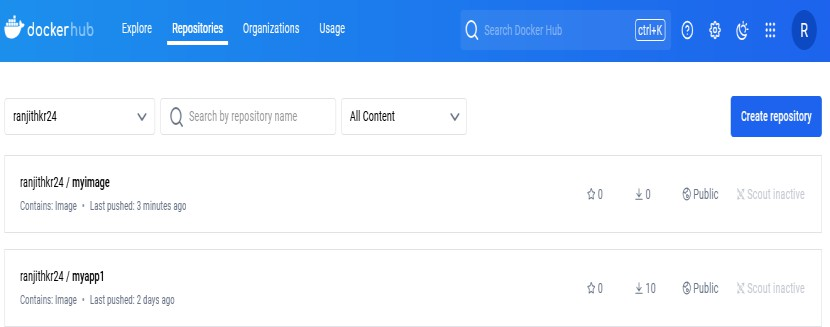 dockerhub Explore Repositories Organizations Usage Search Docker Hub ctrl+K ? R
ranjithkr24 Search by repository name All Content Create repository
ranjithkr24 / myimage
☆ 0 0 Public Scout inactive
Contains: Image • Last pushed: 3 minutes ago
ranjithkr24 / myapp1
☆ 0 10 Public Scout inactive
Contains: Image • Last pushed: 2 days ago